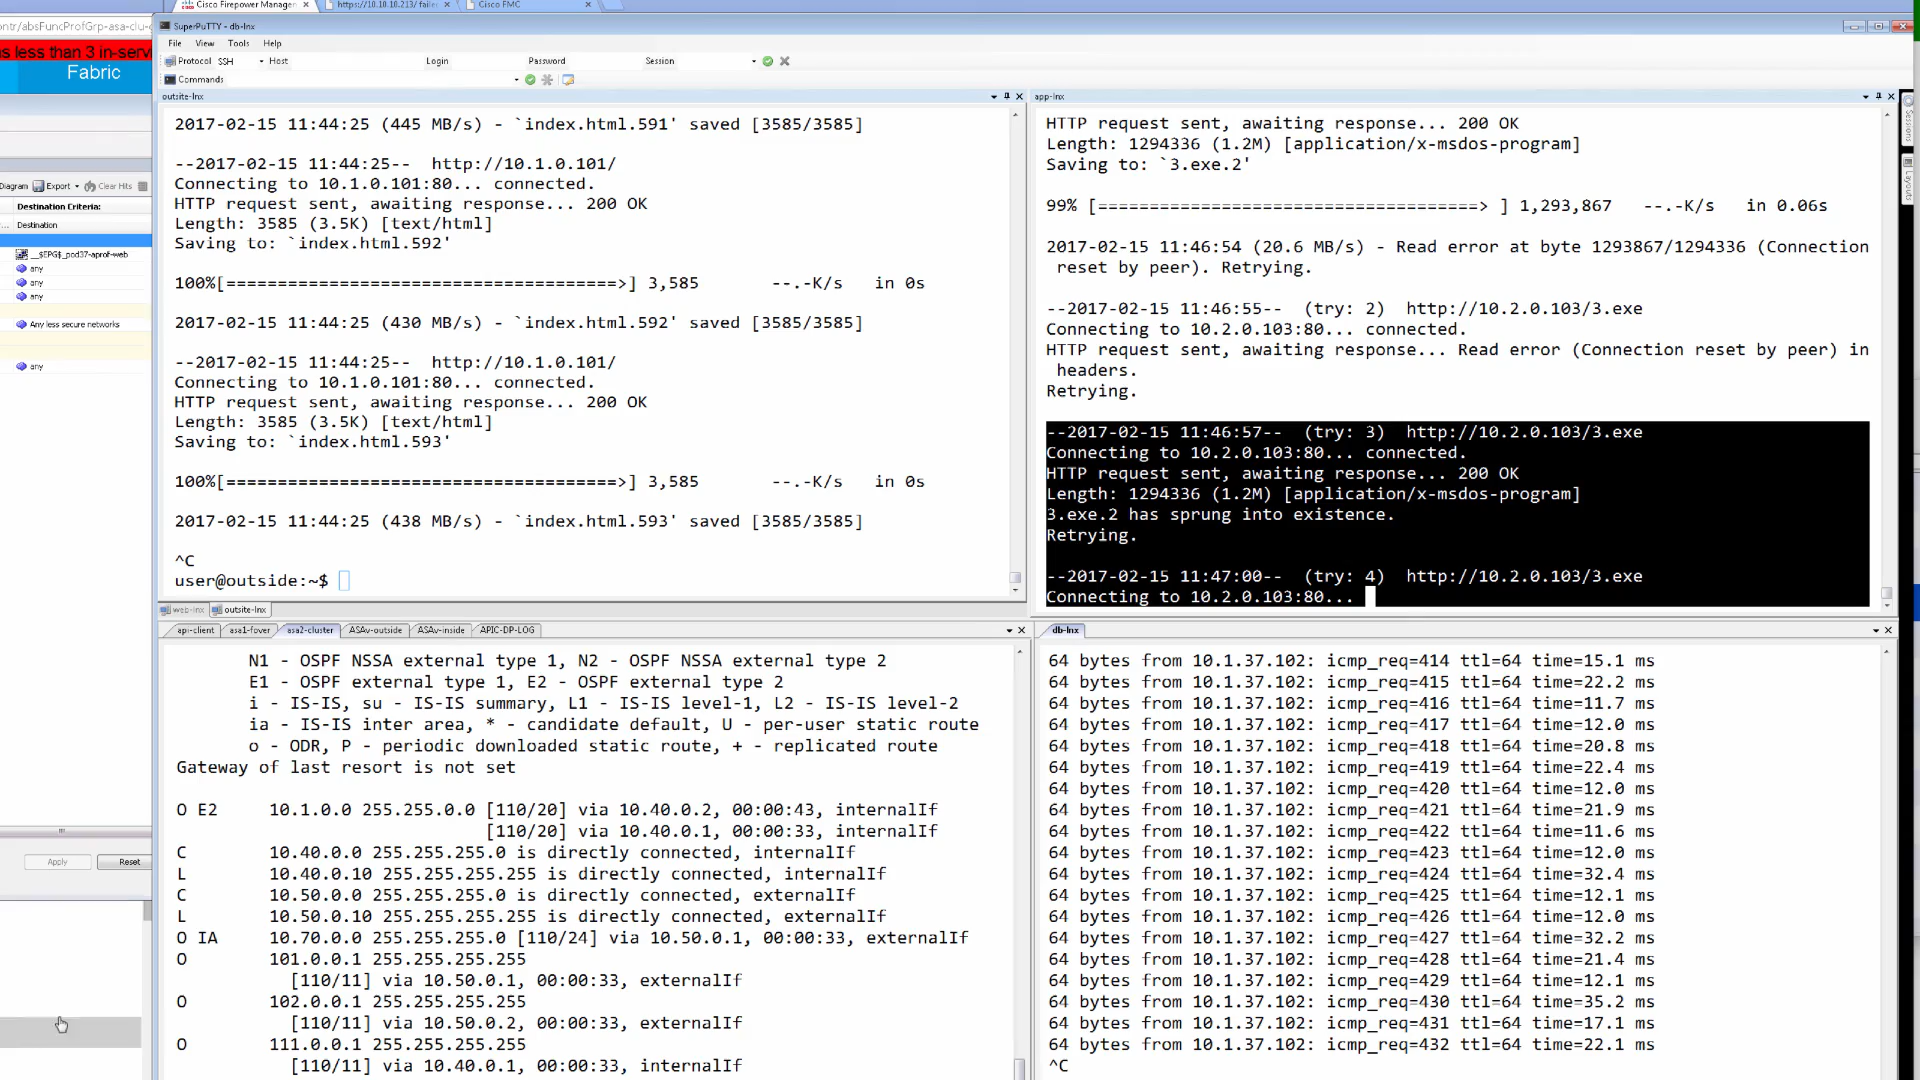 Cisco Firepower Manager
https://10.10.10.213/ failer
Cisco FMC
ontr/absFuncProfGrp-asa-clu-c
s less than 3 in-serv
Fabric
Diagram Export Clear Hits
Destination Criteria:
Destination
__$EPG$_pod37-aprof-web
any
any
any
Any less secure networks
any
Apply Reset
SuperPuTTY - db-lnx
File View Tools Help
Protocol SSH Host Login Password Session
Commands
outsite-lnx
2017-02-15 11:44:25 (445 MB/s) - `index.html.591' saved [3585/3585]
--2017-02-15 11:44:25-- http://10.1.0.101/
Connecting to 10.1.0.101:80... connected.
HTTP request sent, awaiting response... 200 OK
Length: 3585 (3.5K) [text/html]
Saving to: `index.html.592'
100%[======================================>] 3,585 --.-K/s in 0s
2017-02-15 11:44:25 (430 MB/s) - `index.html.592' saved [3585/3585]
--2017-02-15 11:44:25-- http://10.1.0.101/
Connecting to 10.1.0.101:80... connected.
HTTP request sent, awaiting response... 200 OK
Length: 3585 (3.5K) [text/html]
Saving to: `index.html.593'
100%[======================================>] 3,585 --.-K/s in 0s
2017-02-15 11:44:25 (438 MB/s) - `index.html.593' saved [3585/3585]
^C
user@outside:~$
web-lnx outsite-lnx
app-lnx
HTTP request sent, awaiting response... 200 OK
Length: 1294336 (1.2M) [application/x-msdos-program]
Saving to: `3.exe.2'
99% [=====================================> ] 1,293,867 --.-K/s in 0.06s
2017-02-15 11:46:54 (20.6 MB/s) - Read error at byte 1293867/1294336 (Connection
reset by peer). Retrying.
--2017-02-15 11:46:55-- (try: 2) http://10.2.0.103/3.exe
Connecting to 10.2.0.103:80... connected.
HTTP request sent, awaiting response... Read error (Connection reset by peer) in
headers.
Retrying.
--2017-02-15 11:46:57-- (try: 3) http://10.2.0.103/3.exe
Connecting to 10.2.0.103:80... connected.
HTTP request sent, awaiting response... 200 OK
Length: 1294336 (1.2M) [application/x-msdos-program]
3.exe.2 has sprung into existence.
Retrying.
--2017-02-15 11:47:00-- (try: 4) http://10.2.0.103/3.exe
Connecting to 10.2.0.103:80...
Sessions
Layouts
api-client asa1-fover asa2-cluster ASAv-outside ASAv-inside APIC-DP-LOG
N1 - OSPF NSSA external type 1, N2 - OSPF NSSA external type 2
E1 - OSPF external type 1, E2 - OSPF external type 2
i - IS-IS, su - IS-IS summary, L1 - IS-IS level-1, L2 - IS-IS level-2
ia - IS-IS inter area, * - candidate default, U - per-user static route
o - ODR, P - periodic downloaded static route, + - replicated route
Gateway of last resort is not set
O E2 10.1.0.0 255.255.0.0 [110/20] via 10.40.0.2, 00:00:43, internalIf
[110/20] via 10.40.0.1, 00:00:33, internalIf
C 10.40.0.0 255.255.255.0 is directly connected, internalIf
L 10.40.0.10 255.255.255.255 is directly connected, internalIf
C 10.50.0.0 255.255.255.0 is directly connected, externalIf
L 10.50.0.10 255.255.255.255 is directly connected, externalIf
O IA 10.70.0.0 255.255.255.0 [110/24] via 10.50.0.1, 00:00:33, externalIf
O 101.0.0.1 255.255.255.255
[110/11] via 10.50.0.1, 00:00:33, externalIf
O 102.0.0.1 255.255.255.255
[110/11] via 10.50.0.2, 00:00:33, externalIf
O 111.0.0.1 255.255.255.255
[110/11] via 10.40.0.1, 00:00:33, internalIf
db-lnx
64 bytes from 10.1.37.102: icmp_req=414 ttl=64 time=15.1 ms
64 bytes from 10.1.37.102: icmp_req=415 ttl=64 time=22.2 ms
64 bytes from 10.1.37.102: icmp_req=416 ttl=64 time=11.7 ms
64 bytes from 10.1.37.102: icmp_req=417 ttl=64 time=12.0 ms
64 bytes from 10.1.37.102: icmp_req=418 ttl=64 time=20.8 ms
64 bytes from 10.1.37.102: icmp_req=419 ttl=64 time=22.4 ms
64 bytes from 10.1.37.102: icmp_req=420 ttl=64 time=12.0 ms
64 bytes from 10.1.37.102: icmp_req=421 ttl=64 time=21.9 ms
64 bytes from 10.1.37.102: icmp_req=422 ttl=64 time=11.6 ms
64 bytes from 10.1.37.102: icmp_req=423 ttl=64 time=12.0 ms
64 bytes from 10.1.37.102: icmp_req=424 ttl=64 time=32.4 ms
64 bytes from 10.1.37.102: icmp_req=425 ttl=64 time=12.1 ms
64 bytes from 10.1.37.102: icmp_req=426 ttl=64 time=12.0 ms
64 bytes from 10.1.37.102: icmp_req=427 ttl=64 time=32.2 ms
64 bytes from 10.1.37.102: icmp_req=428 ttl=64 time=21.4 ms
64 bytes from 10.1.37.102: icmp_req=429 ttl=64 time=12.1 ms
64 bytes from 10.1.37.102: icmp_req=430 ttl=64 time=35.2 ms
64 bytes from 10.1.37.102: icmp_req=431 ttl=64 time=17.1 ms
64 bytes from 10.1.37.102: icmp_req=432 ttl=64 time=22.1 ms
^C